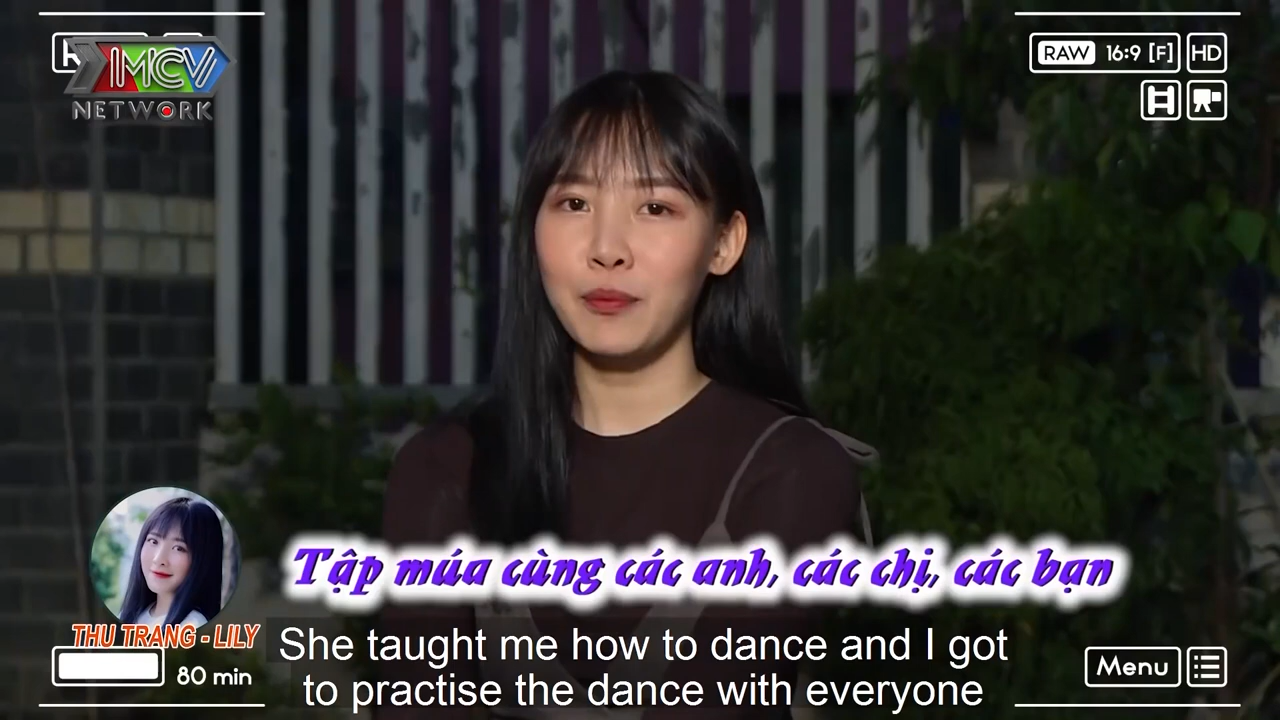 MCV
NETWORK
RAW 16:9 [F] HD
Tập múa cùng các anh, các chị, các bạn
THU TRANG - LILY
80 min
She taught me how to dance and I got
to practise the dance with everyone
Menu